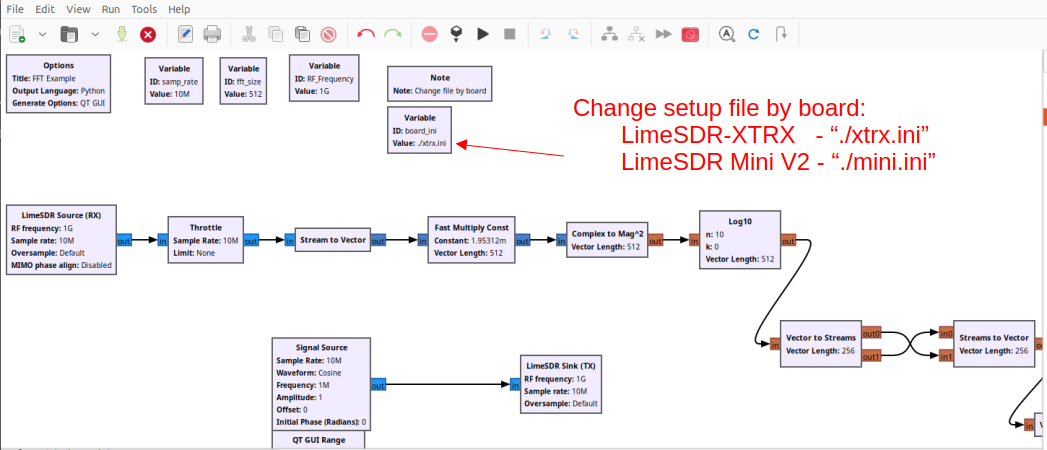 File Edit View Run Tools Help
Options
Title: FFT Example
Output Language: Python
Generate Options: QT GUI
Variable
ID: samp_rate
Value: 10M
Variable
ID: fft_size
Value: 512
Variable
ID: RF_Frequency
Value: 1G
Note
Note: Change file by board
Variable
ID: board_ini
Value: ./xtrx.ini
Change setup file by board:
LimeSDR-XTRX - “./xtrx.ini”
LimeSDR Mini V2 - “./mini.ini”
LimeSDR Source (RX)
RF frequency: 1G
Sample rate: 10M
Oversample: Default
MIMO phase align: Disabled
out
in
Throttle
Sample Rate: 10M
Limit: None
out
in
Stream to Vector
out
in
Fast Multiply Const
Constant: 1.95312m
Vector Length: 512
out
in
Complex to Mag^2
Vector Length: 512
out
in
Log10
n: 10
k: 0
Vector Length: 512
out
in
Vector to Streams
Vector Length: 256
out0
out1
in0
in1
Streams to Vector
Vector Length: 256
Signal Source
Sample Rate: 10M
Waveform: Cosine
Frequency: 1M
Amplitude: 1
Offset: 0
Initial Phase (Radians): 0
out
in
LimeSDR Sink (TX)
RF frequency: 1G
Sample rate: 10M
Oversample: Default
in
QT GUI Range